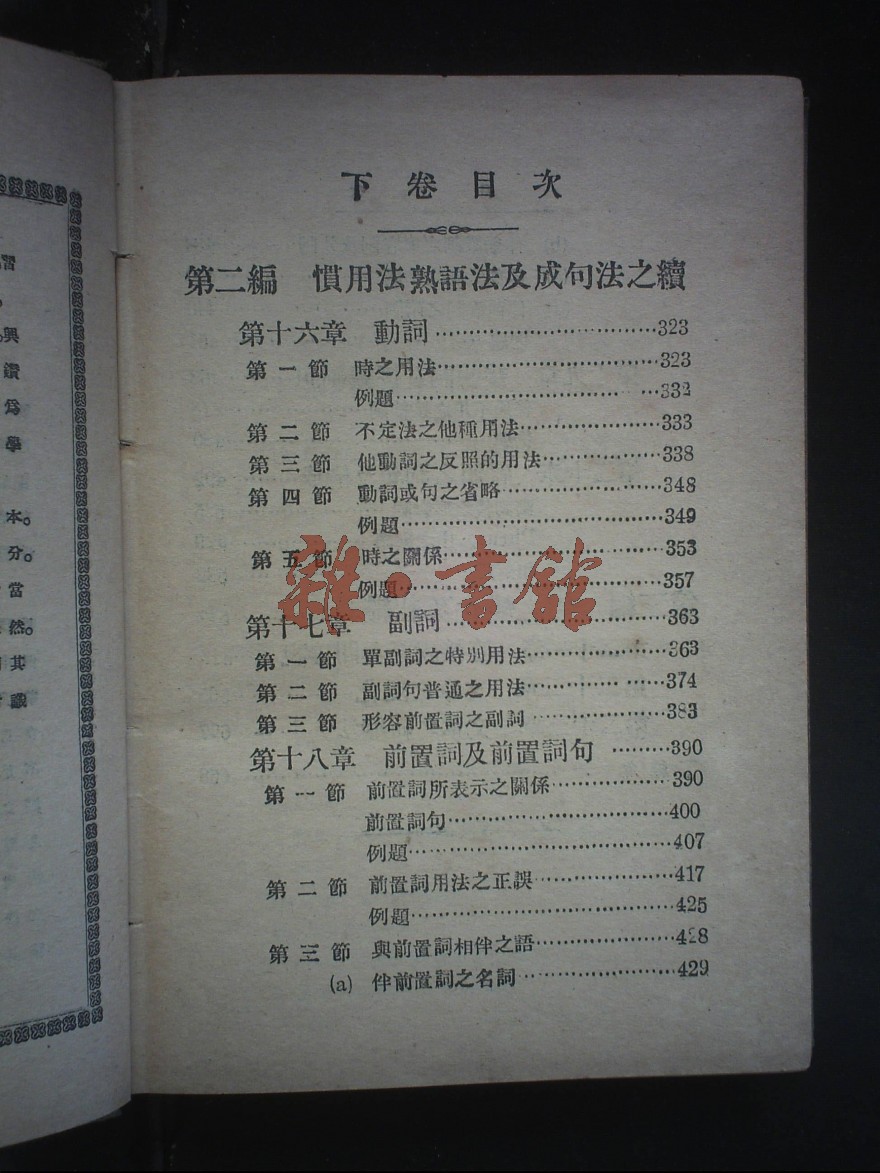 下卷目次
第二編 慣用法熟語法及成句法之續
第十六章 動詞……………………………323
第一節 時之用法……………………………323
例題……………………………332
第二節 不定法之他種用法……………………333
第三節 他動詞之反照的用法…………………338
第四節 動詞或句之省略………………………348
例題……………………………349
第五節 時之關係……………………………353
例題……………………………357
第十七章 副詞……………………………363
第一節 單副詞之特別用法……………………363
第二節 副詞句普通之用法……………………374
第三節 形容前置詞之副詞……………………383
第十八章 前置詞及前置詞句………390
第一節 前置詞所表示之關係…………………390
前置詞句……………………………400
例題……………………………407
第二節 前置詞用法之正誤……………………417
例題……………………………425
第三節 與前置詞相伴之語……………………428
(a) 伴前置詞之名詞……………………429
雜·書館
習
興
鑽
爲
學
本。
分。
當
然。
其